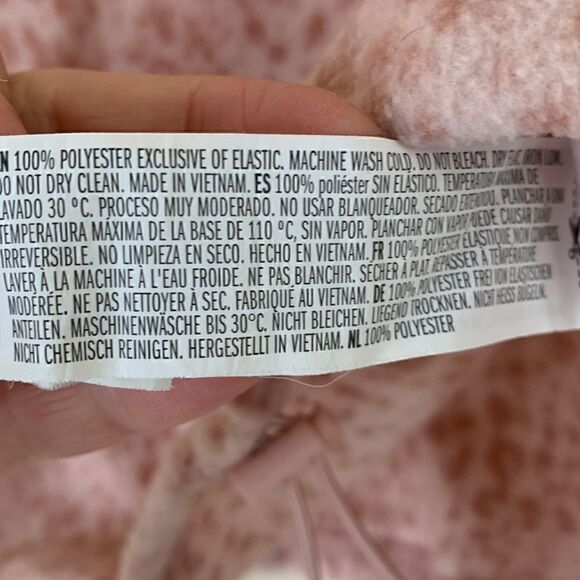 N 100% POLYESTER EXCLUSIVE OF ELASTIC. MACHINE WASH COLD. DO NOT BLEACH. DRY FLAT. IRON LOW.
DO NOT DRY CLEAN. MADE IN VIETNAM. ES 100% poliéster SIN ELÁSTICO. TEMPERATURA MÁXIMA DE
LAVADO 30 °C. PROCESO MUY MODERADO. NO USAR BLANQUEADOR. SECADO EXTENDIDO. PLANCHAR A UNA
TEMPERATURA MÁXIMA DE LA BASE DE 110 °C, SIN VAPOR. PLANCHAR CON VAPOR PUEDE CAUSAR DAÑO
IRREVERSIBLE. NO LIMPIEZA EN SECO. HECHO EN VIETNAM. FR 100% POLYESTER ÉLASTIQUE NON COMPRIS.
LAVER A LA MACHINE À L'EAU FROIDE. NE PAS BLANCHIR. SÉCHER À PLAT. REPASSER À TEMPÉRATURE
MODÉRÉE. NE PAS NETTOYER À SEC. FABRIQUÉ AU VIETNAM. DE 100% POLYESTER FREI VON ELASTISCHEN
ANTEILEN. MASCHINENWÄSCHE BIS 30°C. NICHT BLEICHEN. LIEGEND TROCKNEN. NICHT HEISS BÜGELN.
NICHT CHEMISCH REINIGEN. HERGESTELLT IN VIETNAM. NL 100% POLYESTER